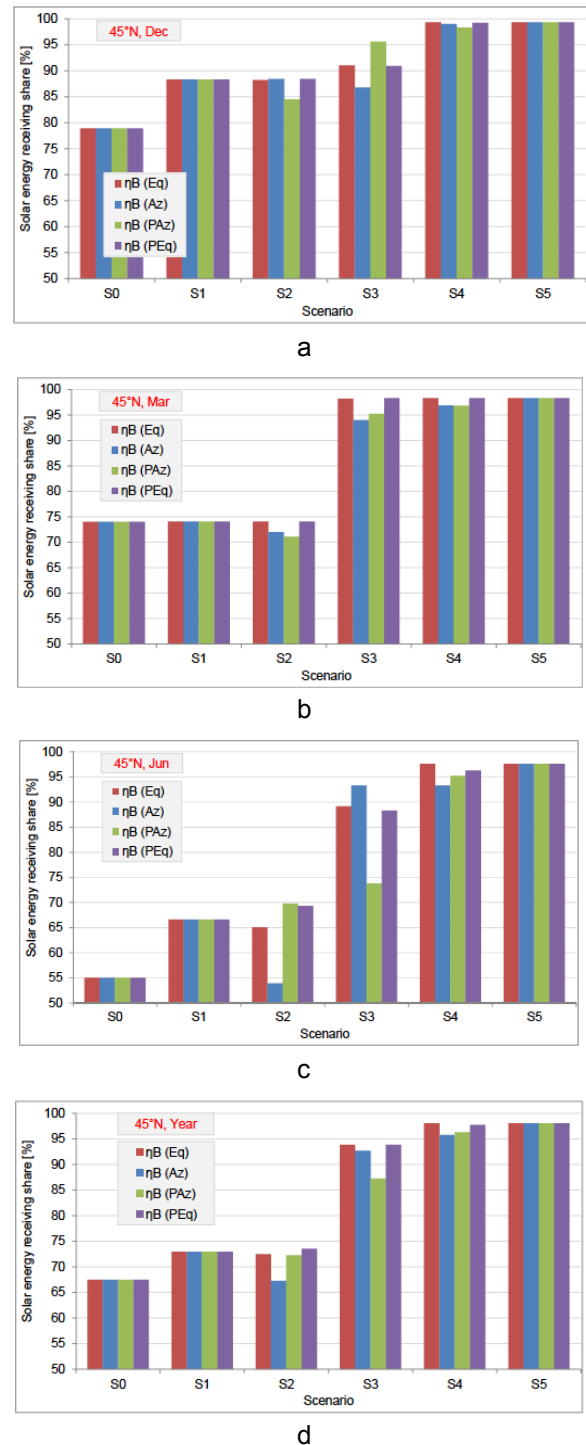 Solar energy receiving share [%]
100
95
90
85
80
75
70
65
60
55
50
45°N, Dec
ηB (Eq)
ηB (Az)
ηB (PAz)
ηB (PEq)
S0 S1 S2 S3 S4 S5
Scenario
a
Solar energy receiving share [%]
100
95
90
85
80
75
70
65
60
55
50
45°N, Mar
ηB (Eq)
ηB (Az)
ηB (PAz)
ηB (PEq)
S0 S1 S2 S3 S4 S5
Scenario
b
Solar energy receiving share [%]
100
95
90
85
80
75
70
65
60
55
50
45°N, Jun
ηB (Eq)
ηB (Az)
ηB (PAz)
ηB (PEq)
S0 S1 S2 S3 S4 S5
Scenario
c
Solar energy receiving share [%]
100
95
90
85
80
75
70
65
60
55
50
45°N, Year
ηB (Eq)
ηB (Az)
ηB (PAz)
ηB (PEq)
S0 S1 S2 S3 S4 S5
Scenario
d